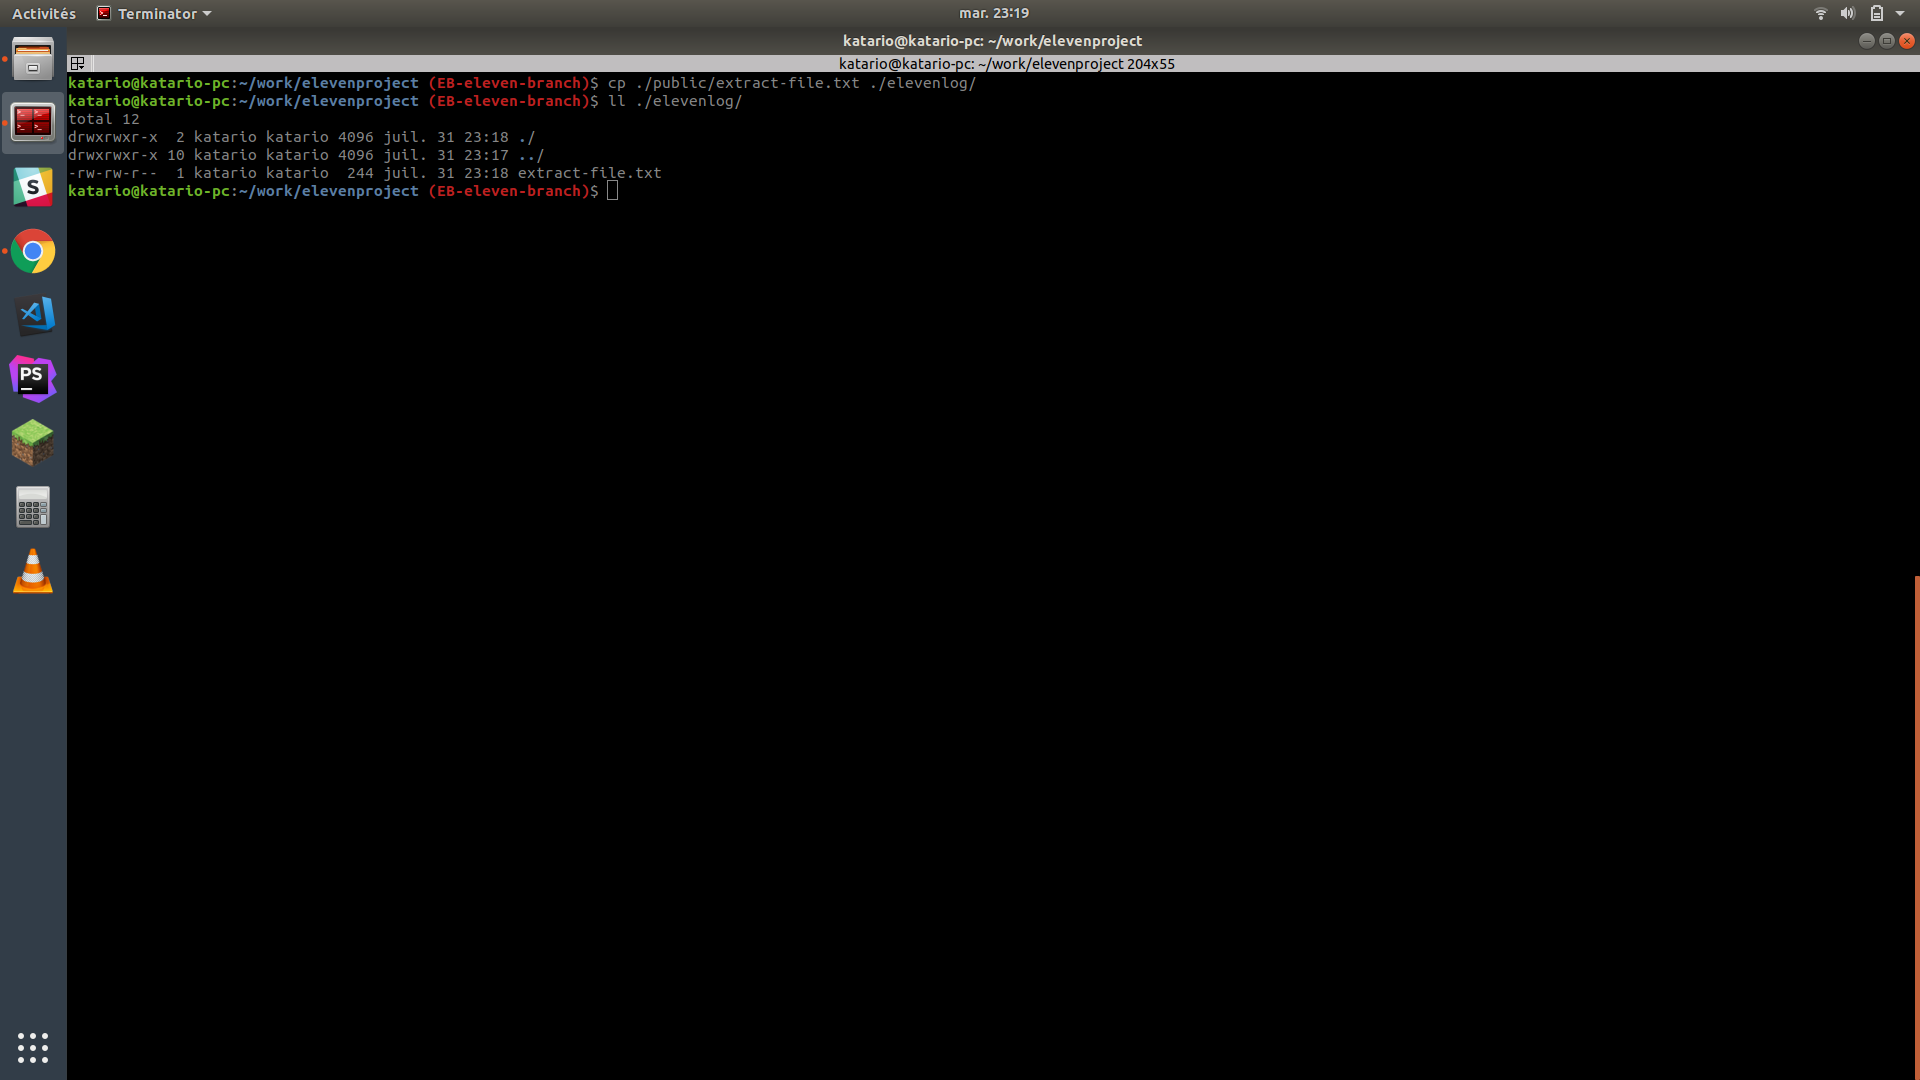 Activités Terminator mar. 23:19
katario@katario-pc: ~/work/elevenproject
katario@katario-pc: ~/work/elevenproject 204x55
katario@katario-pc:~/work/elevenproject (EB-eleven-branch)$ cp ./public/extract-file.txt ./elevenlog/
katario@katario-pc:~/work/elevenproject (EB-eleven-branch)$ ll ./elevenlog/
total 12
drwxrwxr-x  2 katario katario 4096 juil. 31 23:18 ./
drwxrwxr-x 10 katario katario 4096 juil. 31 23:17 ../
-rw-rw-r--  1 katario katario  244 juil. 31 23:18 extract-file.txt
katario@katario-pc:~/work/elevenproject (EB-eleven-branch)$
S
PS